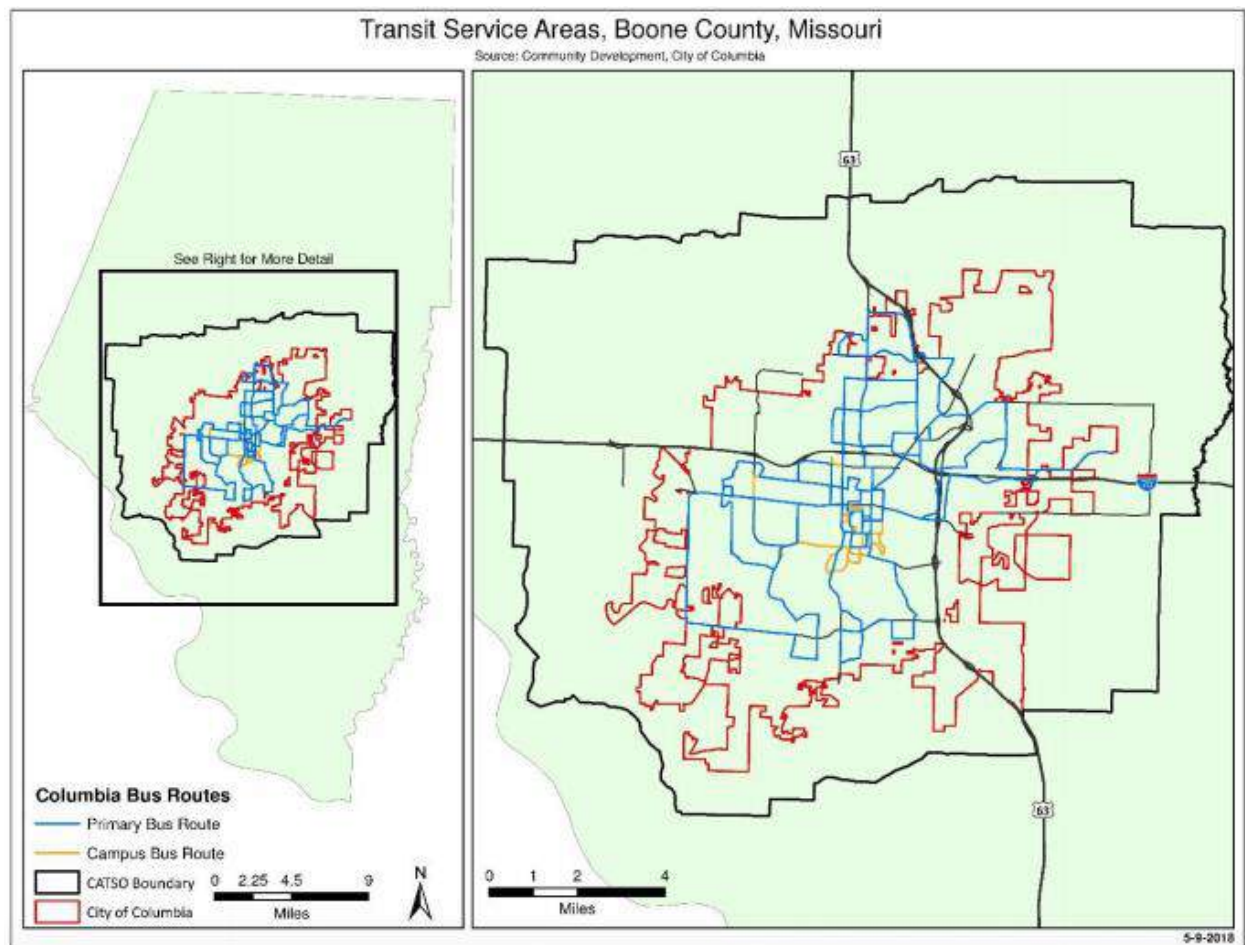 Transit Service Areas, Boone County, Missouri
Source: Community Development, City of Columbia
See Right for More Detail
Columbia Bus Routes
Primary Bus Route
Campus Bus Route
CATSO Boundary
City of Columbia
0 2.25 4.5 9
Miles
N
63
63
0 1 2 4
Miles
5-9-2018